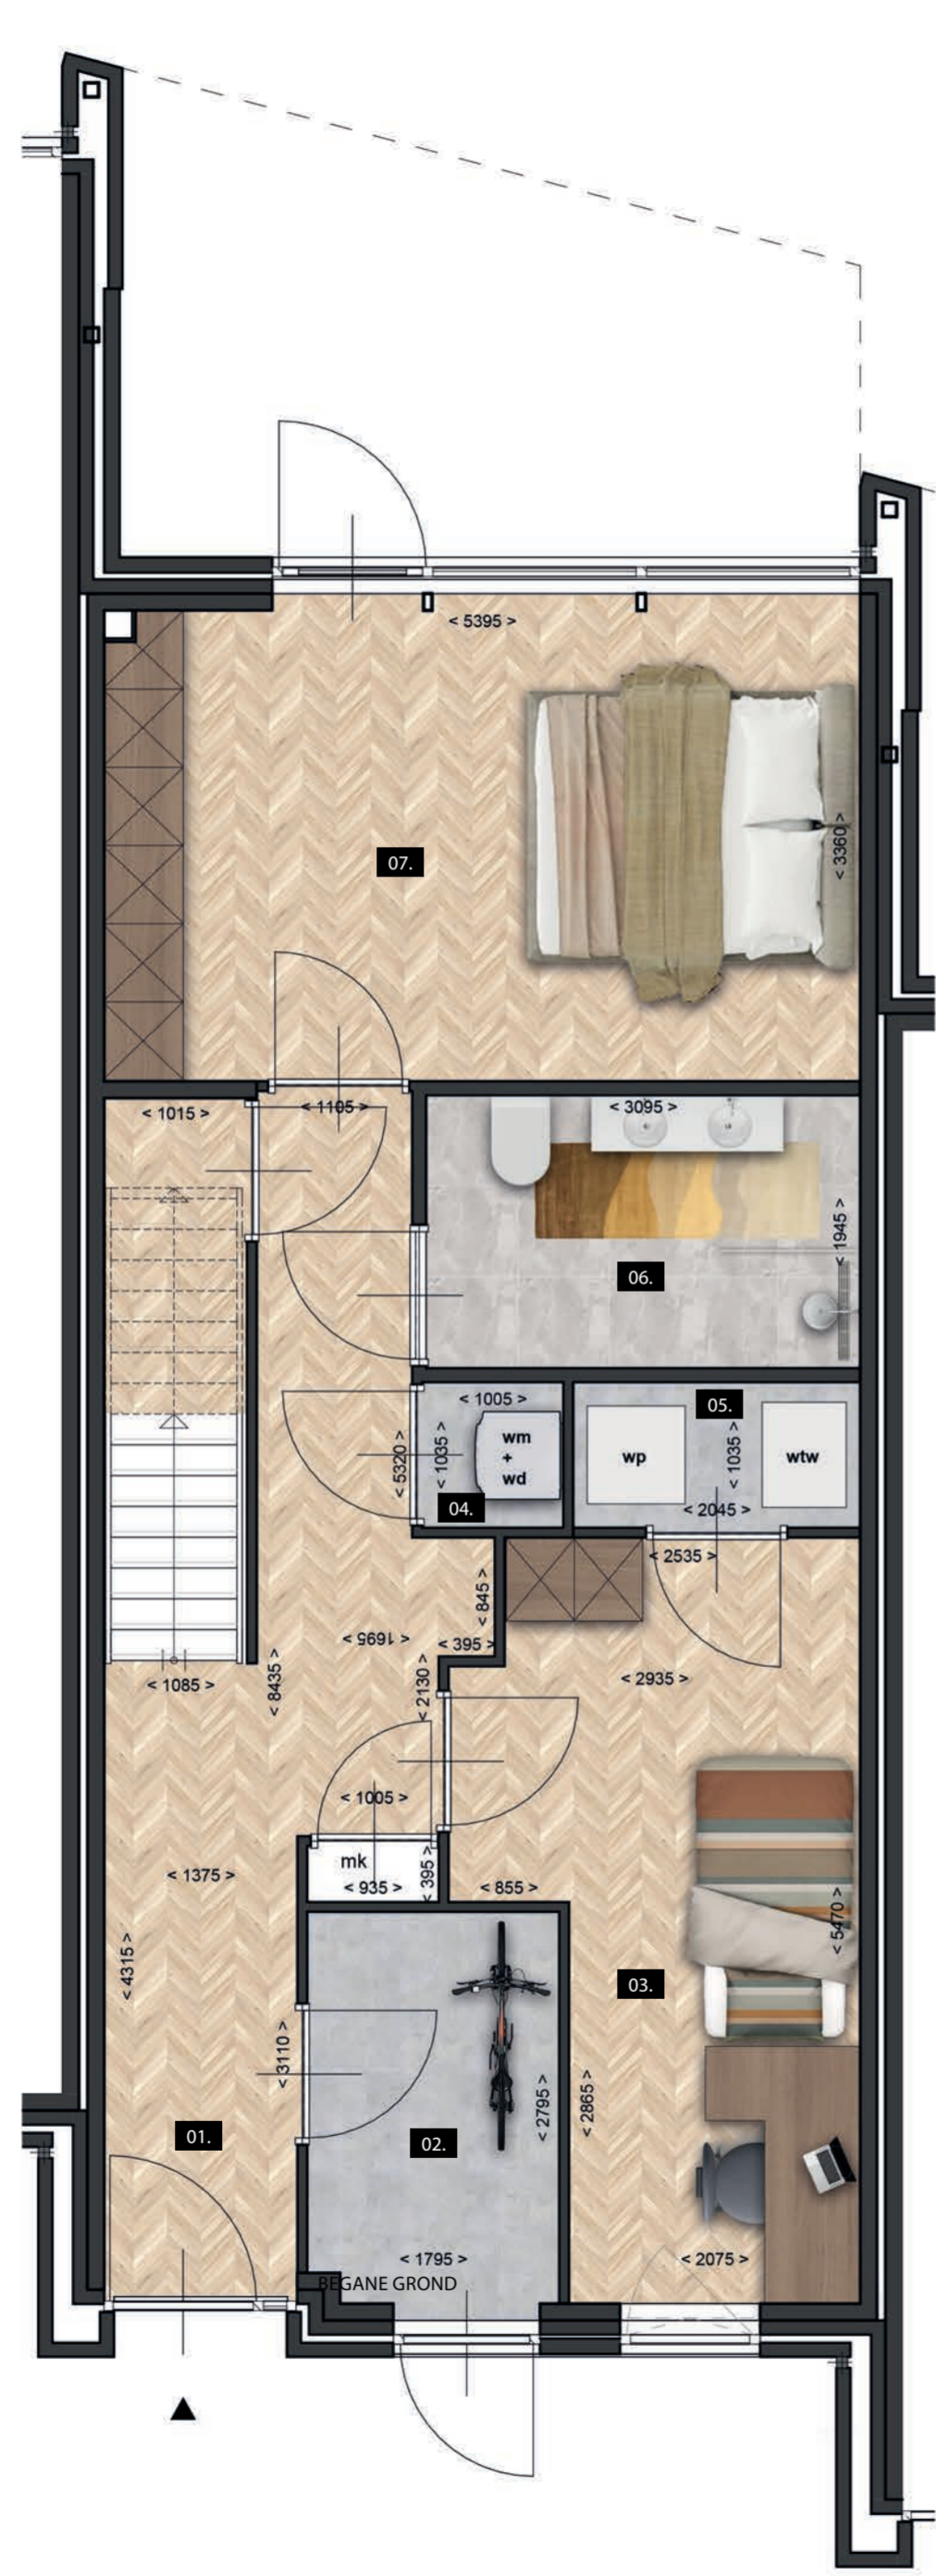 < 5395 >
< 3360 >
07.
< 1015 >
< 1105 >
< 3095 >
< 1945 >
06.
< 1005 >
05.
wm
+
wd
< 5320 >
< 1035 >
wp
< 1035 >
wtw
04.
< 2045 >
< 2535 >
< 845 >
< 1695 >
< 395 >
< 1085 >
< 8435 >
< 2130 >
< 2935 >
< 1005 >
mk
< 395 >
< 1375 >
< 935 >
< 855 >
< 5470 >
< 4315 >
03.
< 3110 >
< 2795 >
< 2865 >
01.
02.
< 1795 >
< 2075 >
BEGANE GROND